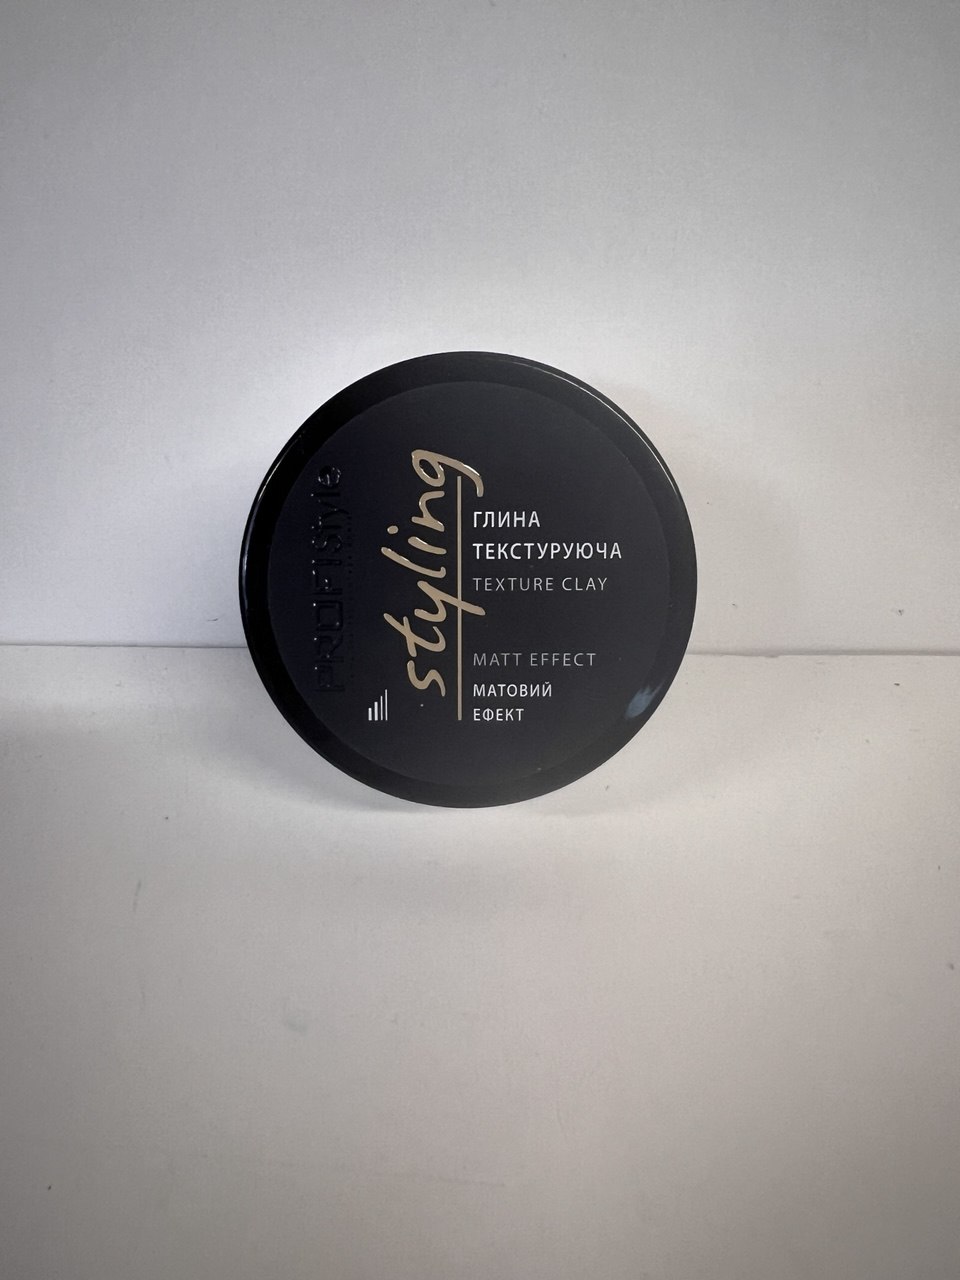 PROFIStyle
styling
ГЛИНА
ТЕКСТУРУЮЧА
TEXTURE CLAY
MATT EFFECT
МАТОВИЙ
ЕФЕКТ